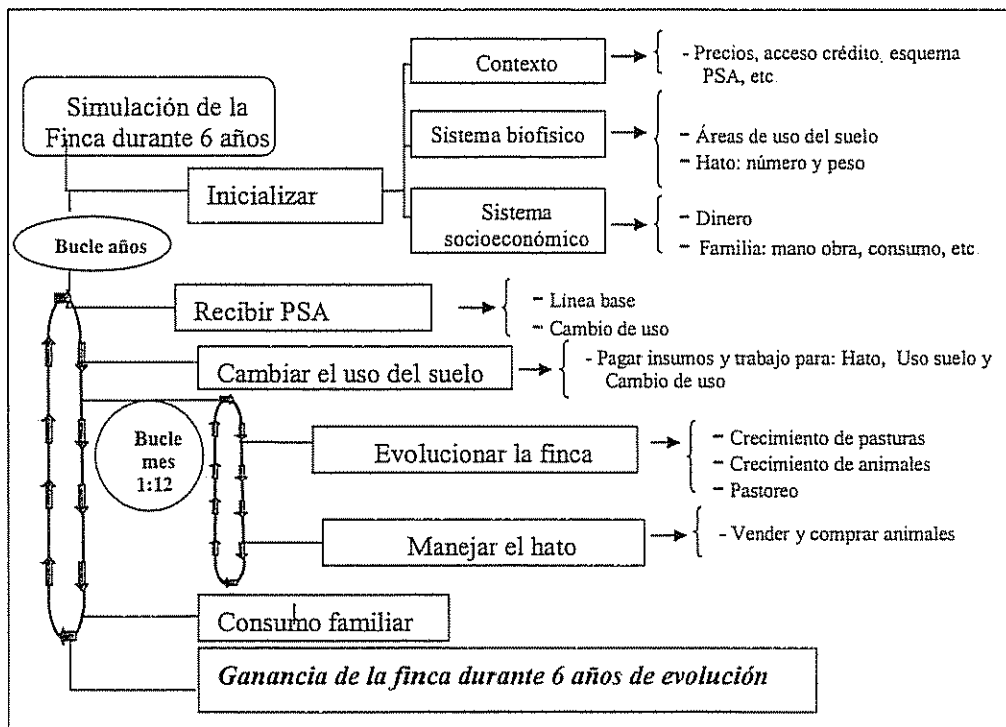 Simulación de la
Finca durante 6 años
Contexto
- Precios, acceso crédito, esquema
PSA, etc
Sistema biofisico
- Áreas de uso del suelo
- Hato: número y peso
Inicializar
Sistema
socioeconómico
- Dinero
- Familia: mano obra, consumo, etc
Bucle años
Recibir PSA
- Linea base
- Cambio de uso
Cambiar el uso del suelo
- Pagar insumos y trabajo para: Hato, Uso suelo y
Cambio de uso
Bucle
mes
1:12
Evolucionar la finca
- Crecimiento de pasturas
- Crecimiento de animales
- Pastoreo
Manejar el hato
- Vender y comprar animales
Consumo familiar
Ganancia de la finca durante 6 años de evolución